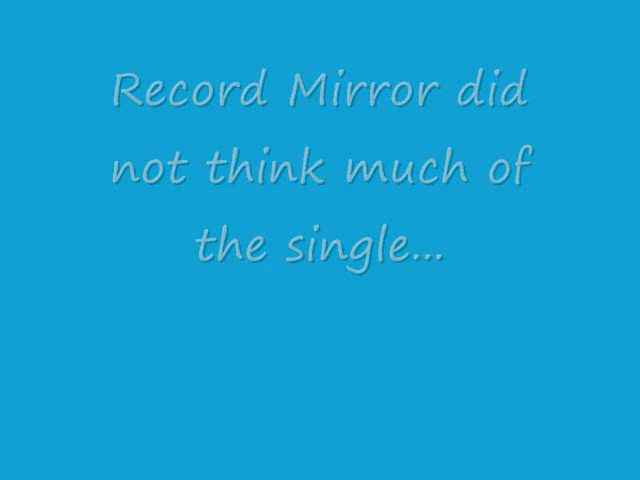 Record Mirror did
not think much of
the single...